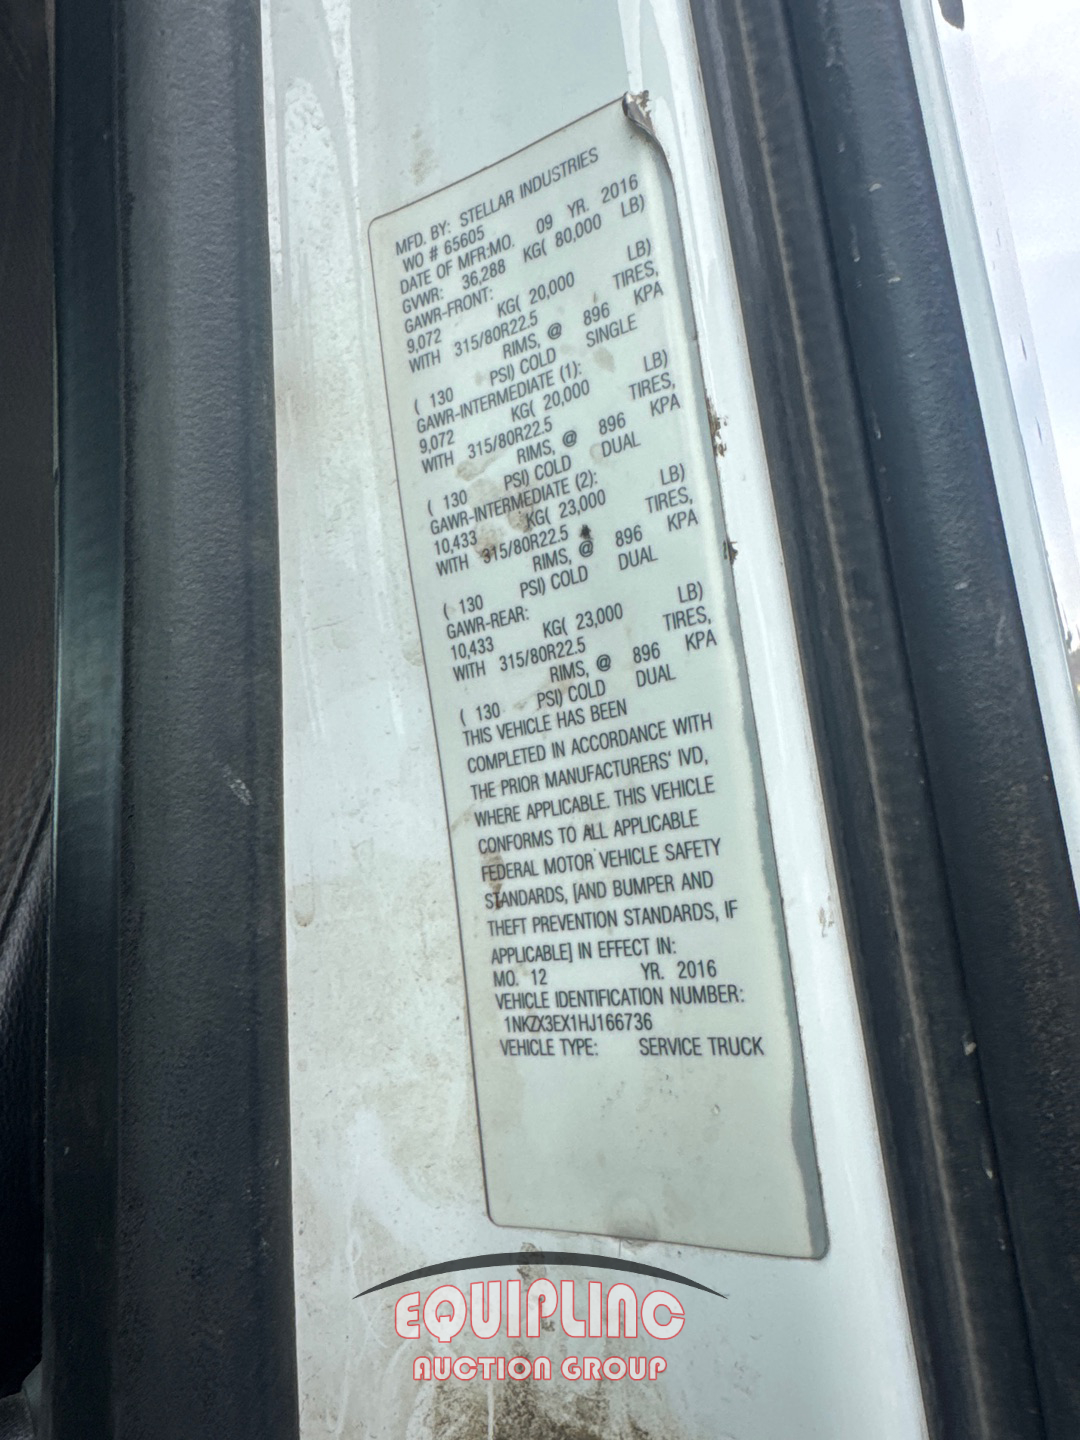 MFD. BY: STELLAR INDUSTRIES
WO # 65605
DATE OF MFR:MO. 09 YR. 2016
GVWR: 36,288 KG( 80,000 LB)
GAWR-FRONT:
9,072 KG( 20,000 LB)
WITH 315/80R22.5 TIRES,
RIMS, @ 896 KPA
( 130 PSI) COLD SINGLE
GAWR-INTERMEDIATE (1):
9,072 KG( 20,000 LB)
WITH 315/80R22.5 TIRES,
RIMS, @ 896 KPA
( 130 PSI) COLD DUAL
GAWR-INTERMEDIATE (2):
10,433 KG( 23,000 LB)
WITH 315/80R22.5 TIRES,
RIMS, @ 896 KPA
( 130 PSI) COLD DUAL
GAWR-REAR:
10,433 KG( 23,000 LB)
WITH 315/80R22.5 TIRES,
RIMS, @ 896 KPA
( 130 PSI) COLD DUAL
THIS VEHICLE HAS BEEN
COMPLETED IN ACCORDANCE WITH
THE PRIOR MANUFACTURERS' IVD,
WHERE APPLICABLE. THIS VEHICLE
CONFORMS TO ALL APPLICABLE
FEDERAL MOTOR VEHICLE SAFETY
STANDARDS, [AND BUMPER AND
THEFT PREVENTION STANDARDS, IF
APPLICABLE] IN EFFECT IN:
MO. 12 YR. 2016
VEHICLE IDENTIFICATION NUMBER:
1NKZX3EX1HJ166736
VEHICLE TYPE: SERVICE TRUCK
EQUIPLINC
AUCTION GROUP